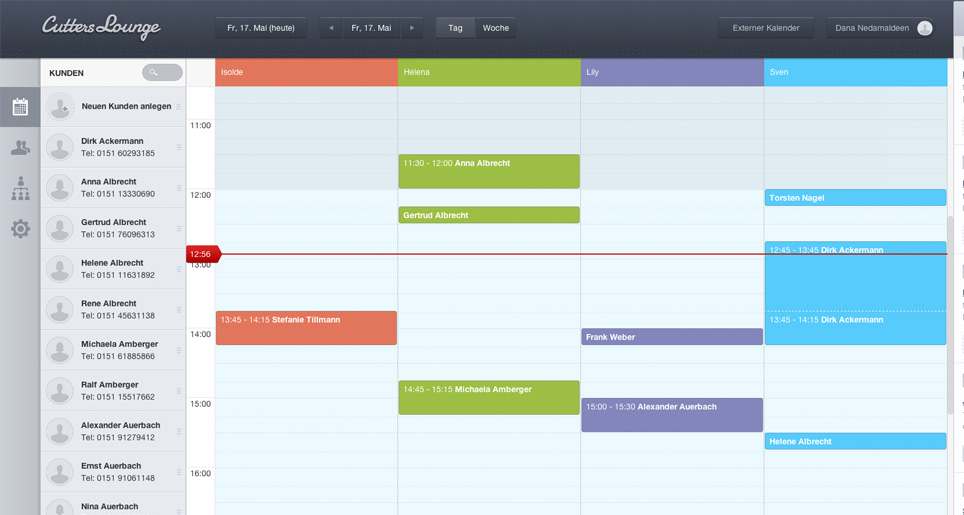 Cutters Lounge
Fr, 17. Mai (heute)
Fr, 17. Mai
Tag
Woche
Externer Kalender
Dana Nedamaldeen
KUNDEN
Isolde
Helena
Lily
Sven
Neuen Kunden anlegen
Dirk Ackermann
Tel: 0151 60293185
Anna Albrecht
Tel: 0151 13330690
Gertrud Albrecht
Tel: 0151 76096313
Helene Albrecht
Tel: 0151 11631892
Rene Albrecht
Tel: 0151 45631138
Michaela Amberger
Tel: 0151 61885866
Ralf Amberger
Tel: 0151 15517662
Alexander Auerbach
Tel: 0151 91279412
Ernst Auerbach
Tel: 0151 91061148
Nina Auerbach
11:00
12:00
12:56
13:00
14:00
15:00
16:00
13:45 - 14:15 Stefanie Tillmann
11:30 - 12:00 Anna Albrecht
Gertrud Albrecht
14:45 - 15:15 Michaela Amberger
Frank Weber
15:00 - 15:30 Alexander Auerbach
Torsten Nagel
12:45 - 13:45 Dirk Ackermann
13:45 - 14:15 Dirk Ackermann
Helene Albrecht